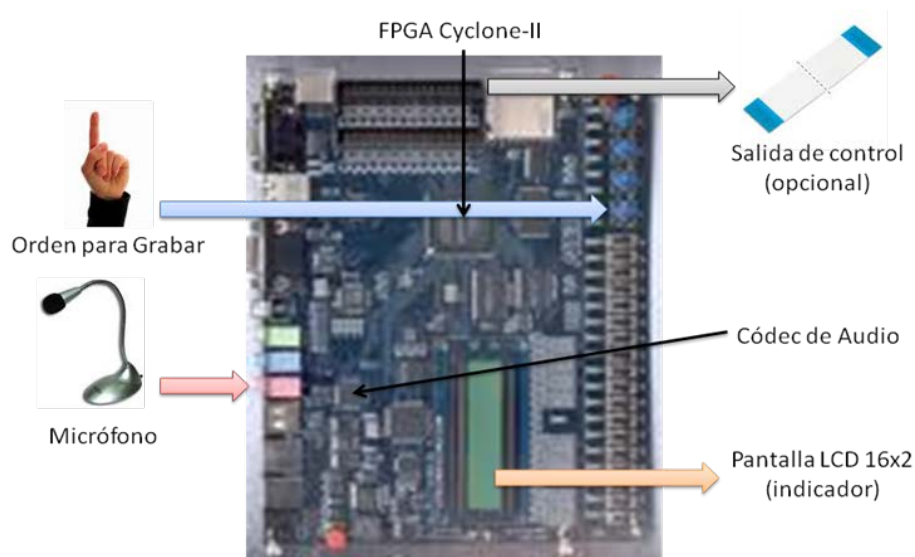 FPGA Cyclone-II
Salida de control
(opcional)
Orden para Grabar
Códec de Audio
Micrófono
Pantalla LCD 16x2
(indicador)